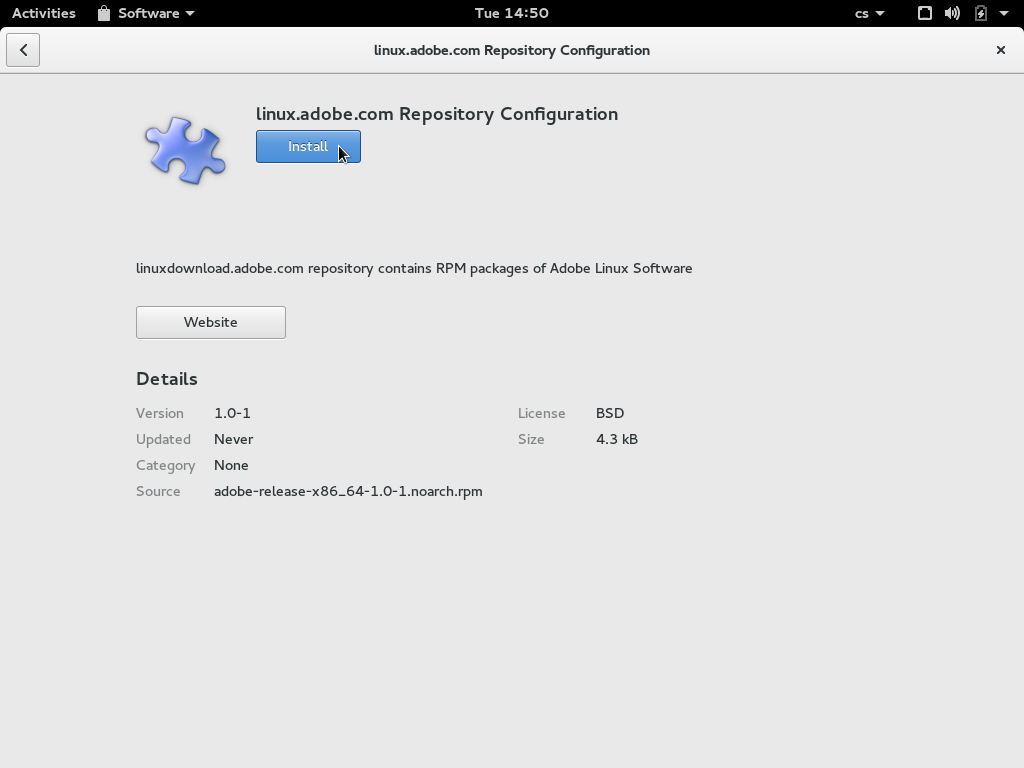 Activities Software Tue 14:50 cs
linux.adobe.com Repository Configuration
linux.adobe.com Repository Configuration
Install
linuxdownload.adobe.com repository contains RPM packages of Adobe Linux Software
Website
Details
Version 1.0-1 License BSD
Updated Never Size 4.3 kB
Category None
Source adobe-release-x86_64-1.0-1.noarch.rpm